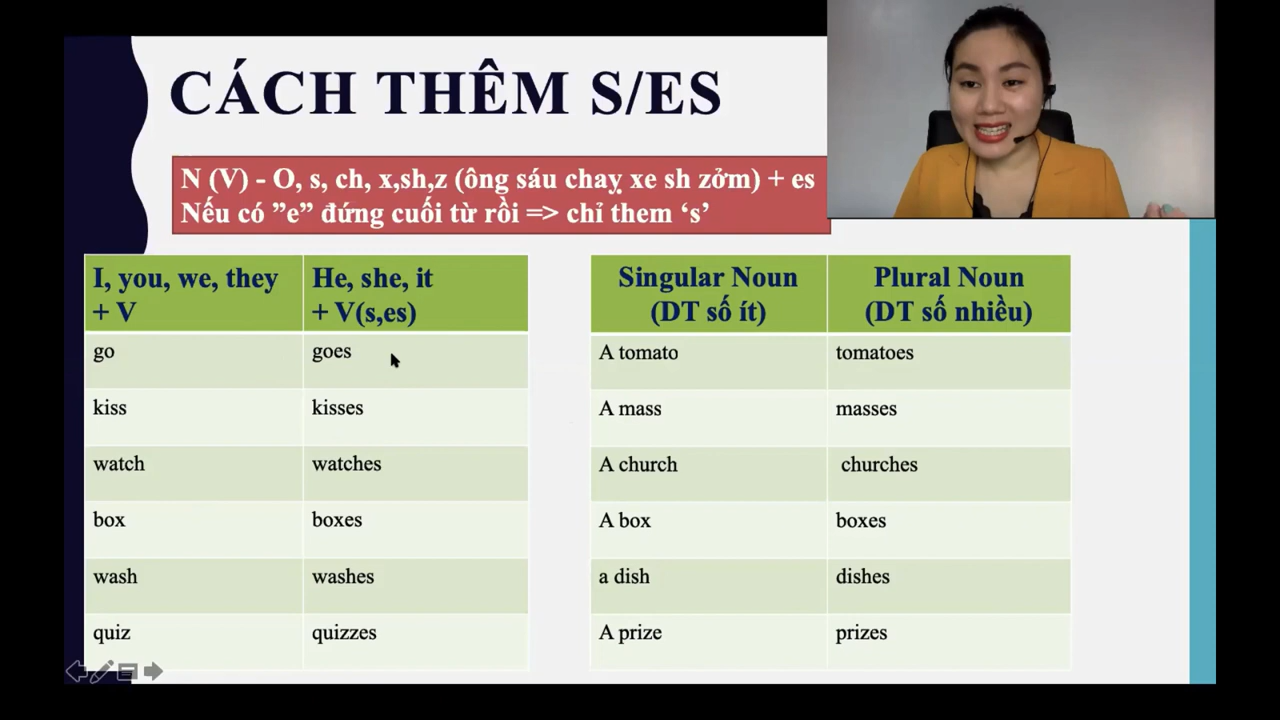 CÁCH THÊM S/ES
N (V) - O, s, ch, x,sh,z (ông sáu chaỵ xe sh zởm) + es
Nếu có ”e” đứng cuối từ rồi => chỉ them ‘s’
I, you, we, they
+ V
He, she, it
+ V(s,es)
go
goes
kiss
kisses
watch
watches
box
boxes
wash
washes
quiz
quizzes
Singular Noun
(DT số ít)
Plural Noun
(DT số nhiều)
A tomato
tomatoes
A mass
masses
A church
churches
A box
boxes
a dish
dishes
A prize
prizes